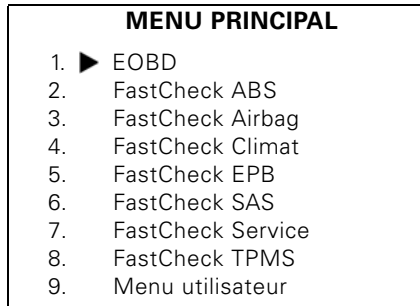 MENU PRINCIPAL
1. ▶ EOBD
2. FastCheck ABS
3. FastCheck Airbag
4. FastCheck Climat
5. FastCheck EPB
6. FastCheck SAS
7. FastCheck Service
8. FastCheck TPMS
9. Menu utilisateur